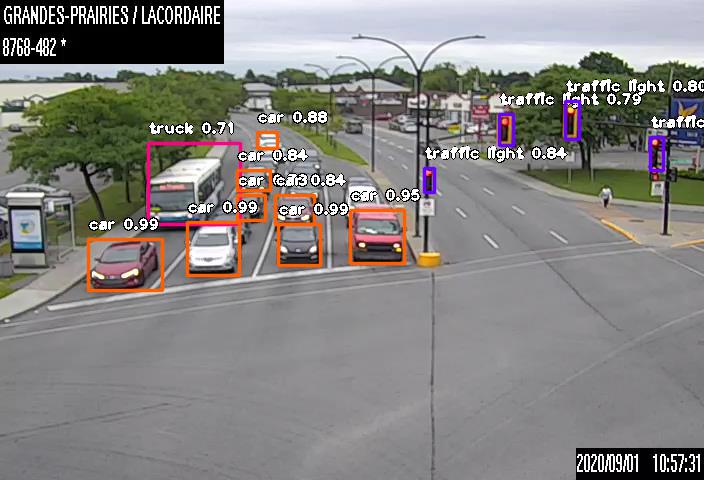 GRANDES-PRAIRIES / LACORDAIRE
8768-482 *
traffic light 0.80
traffic light 0.79
car 0.88
traffic
truck 0.71
car 0.84
traffic light 0.84
car 0.84
car 0.95
car 0.99
car 0.99
car 0.99
2020/09/01 10:57:31